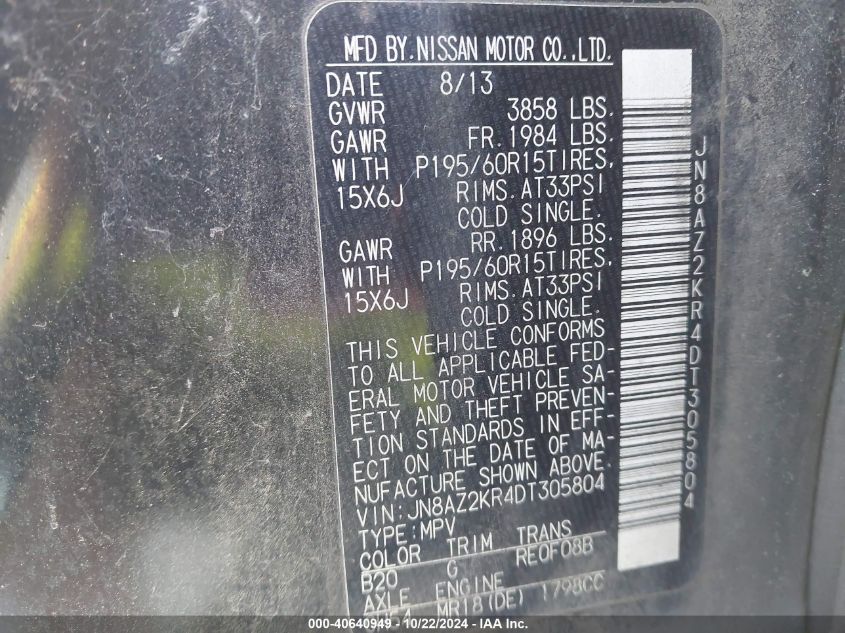 MFD BY.NISSAN MOTOR CO.,LTD.
DATE 8/13
GVWR 3858 LBS.
GAWR FR.1984 LBS.
WITH P195/60R15TIRES,
15X6J RIMS.AT33PSI
COLD SINGLE.
GAWR RR.1896 LBS.
WITH P195/60R15TIRES,
15X6J RIMS.AT33PSI
COLD SINGLE.
THIS VEHICLE CONFORMS
TO ALL APPLICABLE FED-
ERAL MOTOR VEHICLE SA-
FETY AND THEFT PREVEN-
TION STANDARDS IN EFF-
ECT ON THE DATE OF MA-
NUFACTURE SHOWN ABOVE.
VIN:JN8AZ2KR4DT305804
TYPE:MPV
COLOR TRIM TRANS
B20 G RE0F08B
AXLE ENGINE
MR18(DE) 1798CC
JN8AZ2KR4DT305804
000-40640949 - 10/22/2024 - IAA Inc.